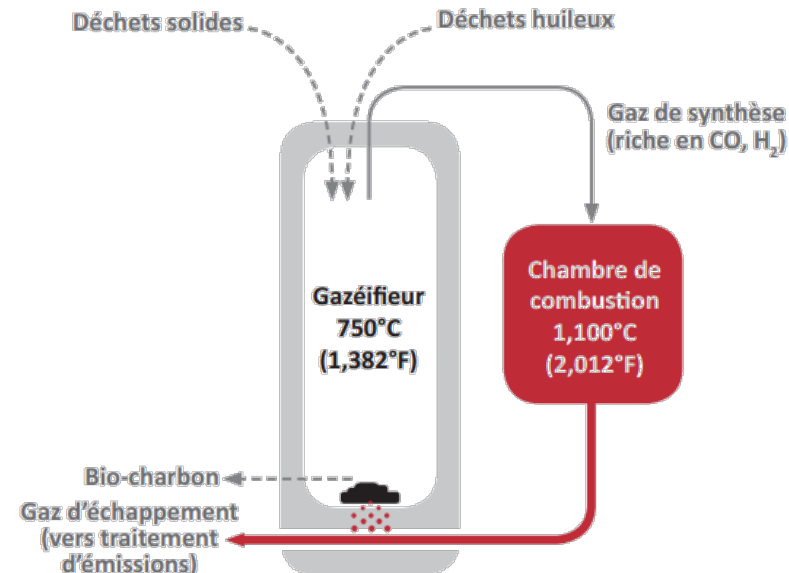 Déchets solides
Déchets huileux
Gaz de synthèse
(riche en CO, H₂)
Gazéifieur
750°C
(1,382°F)
Chambre de
combustion
1,100°C
(2,012°F)
Bio-charbon
Gaz d'échappement
(vers traitement
d'émissions)